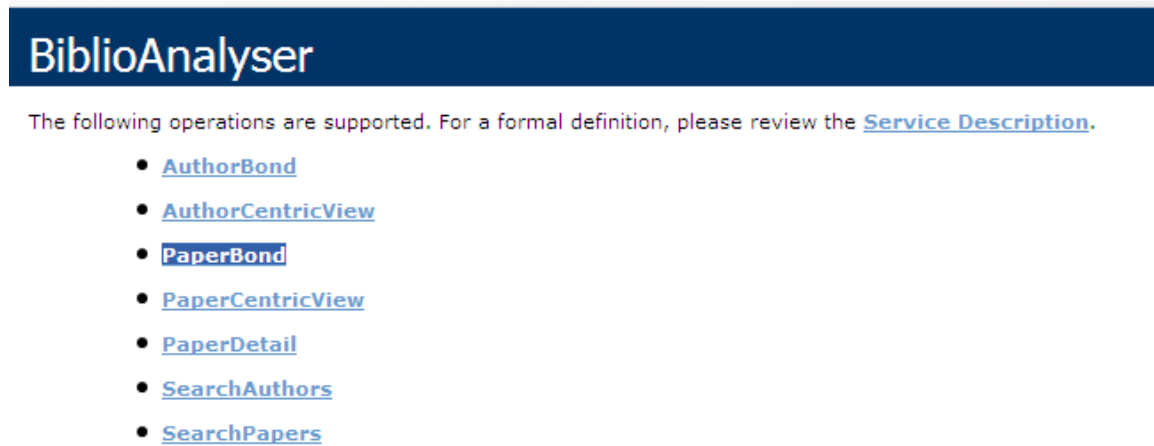 BiblioAnalyser
The following operations are supported. For a formal definition, please review the Service Description.
AuthorBond
AuthorCentricView
PaperBond
PaperCentricView
PaperDetail
SearchAuthors
SearchPapers